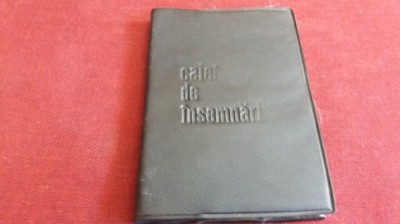 caiet
de
însemnări